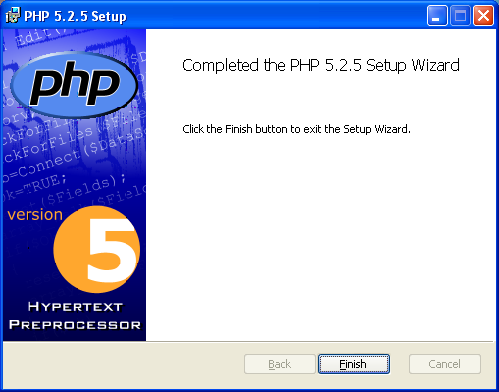 PHP 5.2.5 Setup
php
version
5
HYPERTEXT
PREPROCESSOR
Completed the PHP 5.2.5 Setup Wizard
Click the Finish button to exit the Setup Wizard.
Back
Finish
Cancel